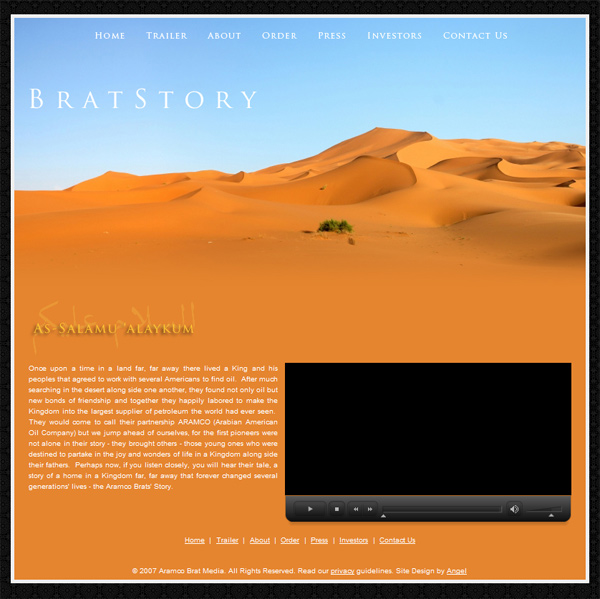 Home Trailer About Order Press Investors Contact Us
BratStory
السلام عليكم
As-Salamu 'alaykum
Once upon a time in a land far, far away there lived a King and his
peoples that agreed to work with several Americans to find oil. After much
searching in the desert along side one another, they found not only oil but
new bonds of friendship and together they happily labored to make the
Kingdom into the largest supplier of petroleum the world had ever seen.
They would come to call their partnership ARAMCO (Arabian American
Oil Company) but we jump ahead of ourselves, for the first pioneers were
not alone in their story - they brought others - those young ones who were
destined to partake in the joy and wonders of life in a Kingdom along side
their fathers. Perhaps now, if you listen closely, you will hear their tale, a
story of a home in a Kingdom far, far away that forever changed several
generations' lives - the Aramco Brats' Story.
Home | Trailer | About | Order | Press | Investors | Contact Us
© 2007 Aramco Brat Media. All Rights Reserved. Read our privacy guidelines. Site Design by Angel